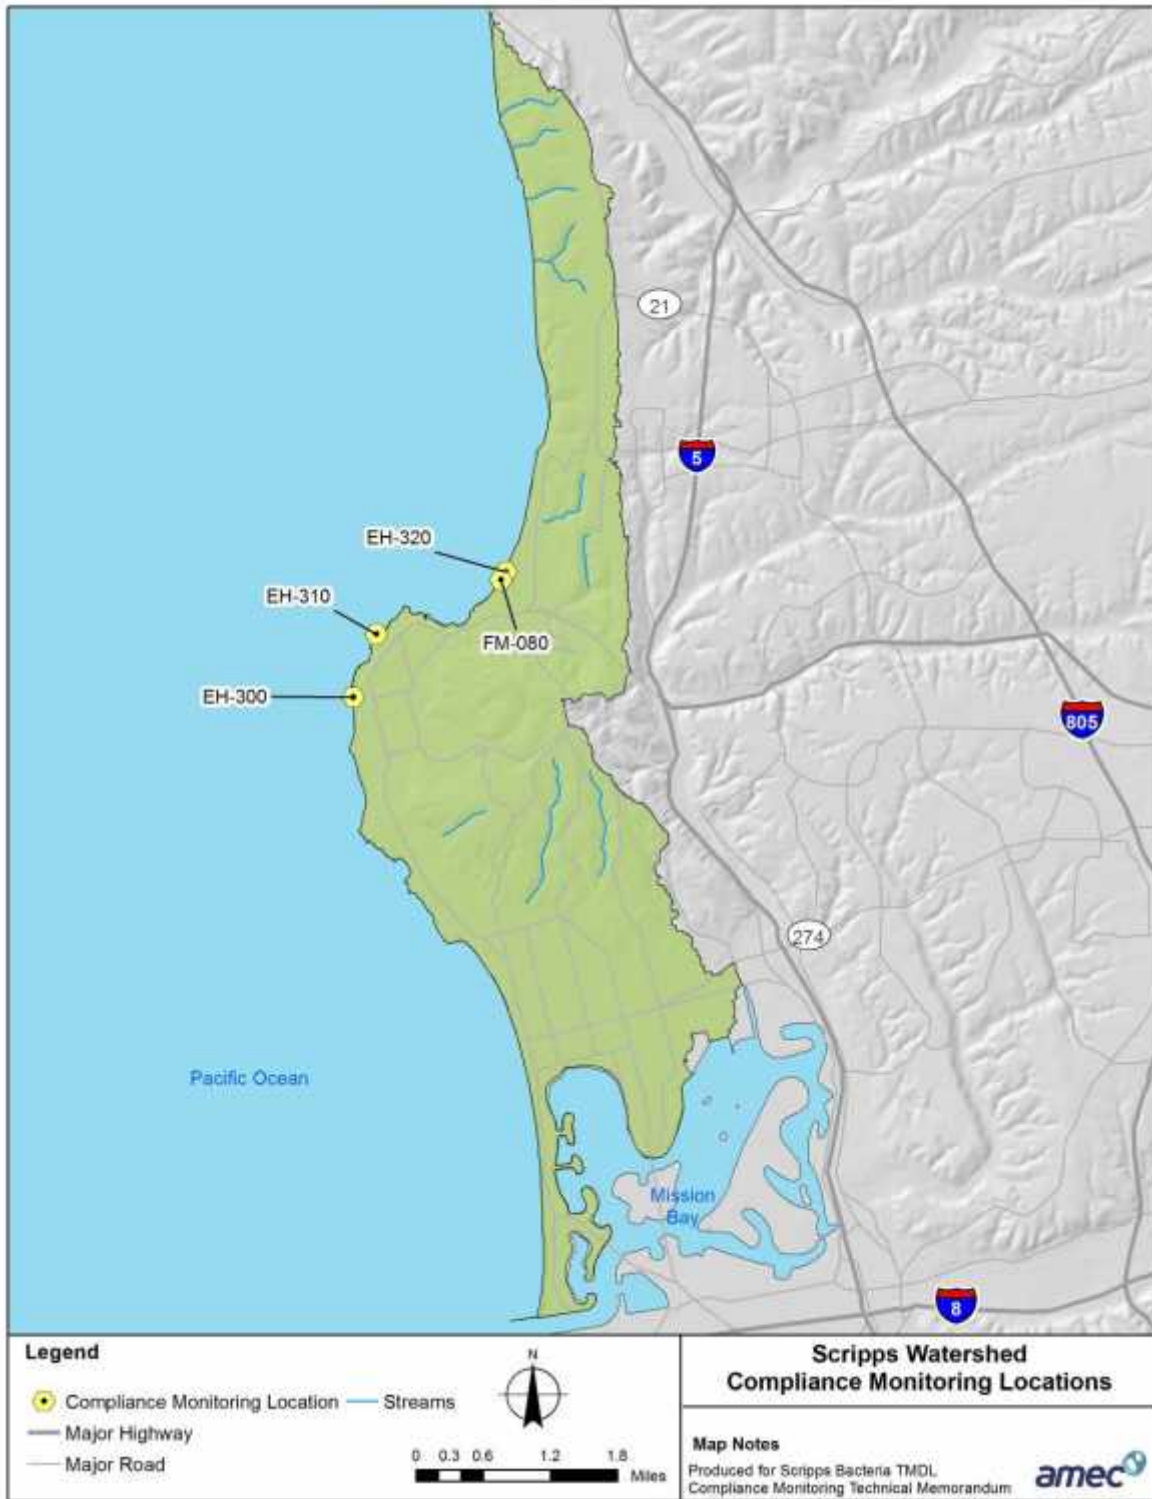 21
5
EH-320
EH-310
FM-080
EH-300
805
274
Pacific Ocean
Mission
Bay
8
Legend
Compliance Monitoring Location
Streams
Major Highway
Major Road
N
0 0.3 0.6 1.2 1.8
Miles
Scripps Watershed
Compliance Monitoring Locations
Map Notes
Produced for Scripps Bacteria TMDL
Compliance Monitoring Technical Memorandum
amec